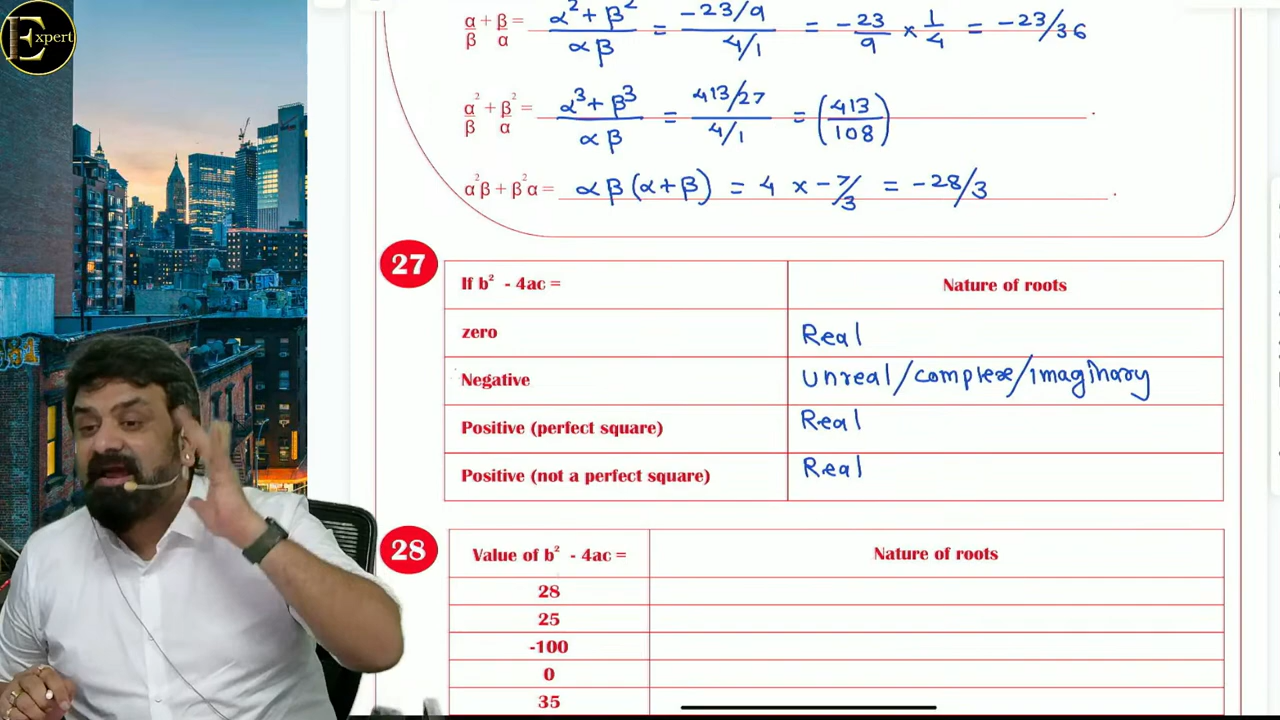 Expert
α/β + β/α = α² + β² / αβ = -23/9 / 4/1 = -23/9 × 1/4 = -23/36
α²/β + β²/α = α³ + β³ / αβ = 413/27 / 4/1 = (413/108)
α²β + β²α = αβ(α+β) = 4 × -7/3 = -28/3
27
If b² - 4ac = Nature of roots
zero Real
Negative unreal/complexe/imaginary
Positive (perfect square) Real
Positive (not a perfect square) Real
28
Value of b² - 4ac = Nature of roots
28
25
-100
0
35